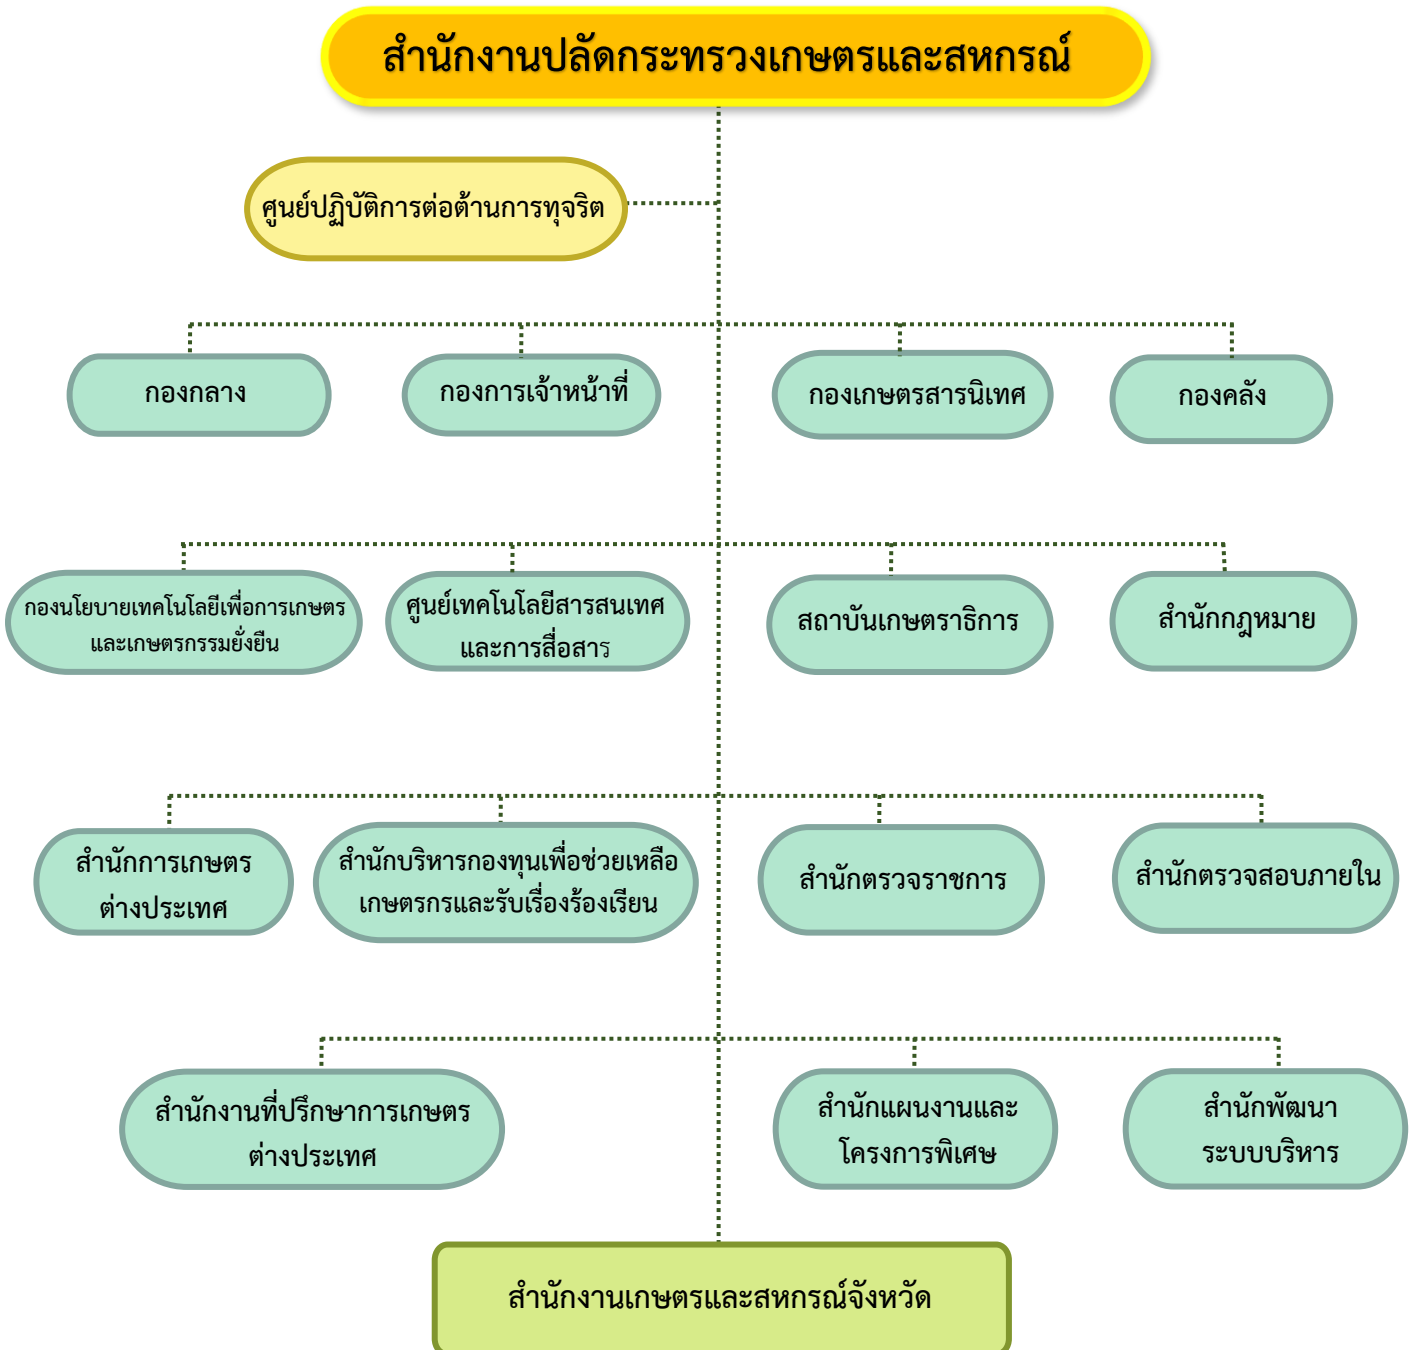 สำนักงานปลัดกระทรวงเกษตรและสหกรณ์
ศูนย์ปฏิบัติการต่อต้านการทุจริต
กองกลาง
กองการเจ้าหน้าที่
กองเกษตรสารนิเทศ
กองคลัง
กองนโยบายเทคโนโลยีเพื่อการเกษตร
และเกษตรกรรมยั่งยืน
ศูนย์เทคโนโลยีสารสนเทศ
และการสื่อสาร
สถาบันเกษตราธิการ
สำนักกฎหมาย
สำนักการเกษตร
ต่างประเทศ
สำนักบริหารกองทุนเพื่อช่วยเหลือ
เกษตรกรและรับเรื่องร้องเรียน
สำนักตรวจราชการ
สำนักตรวจสอบภายใน
สำนักงานที่ปรึกษาการเกษตร
ต่างประเทศ
สำนักแผนงานและ
โครงการพิเศษ
สำนักพัฒนา
ระบบบริหาร
สำนักงานเกษตรและสหกรณ์จังหวัด